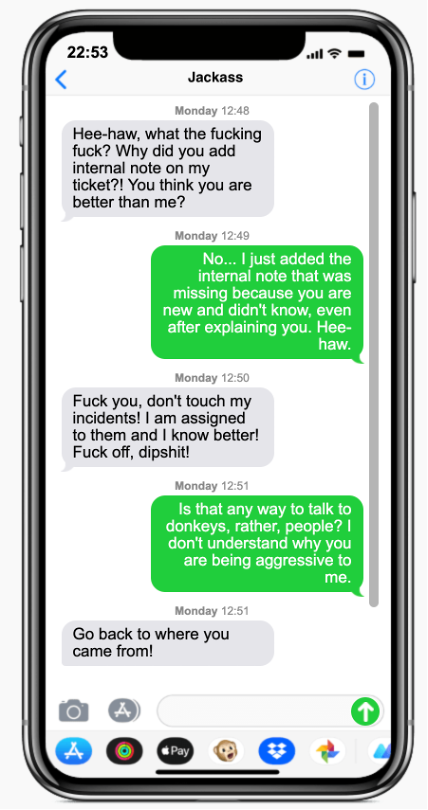 22:53
Jackass
Monday 12:48
Hee-haw, what the fucking
fuck? Why did you add
internal note on my
ticket?! You think you are
better than me?
Monday 12:49
No... I just added the
internal note that was
missing because you are
new and didn't know, even
after explaining you. Hee-
haw.
Monday 12:50
Fuck you, don't touch my
incidents! I am assigned
to them and I know better!
Fuck off, dipshit!
Monday 12:51
Is that any way to talk to
donkeys, rather, people? I
don't understand why you
are being aggressive to
me.
Monday 12:51
Go back to where you
came from!
Pay